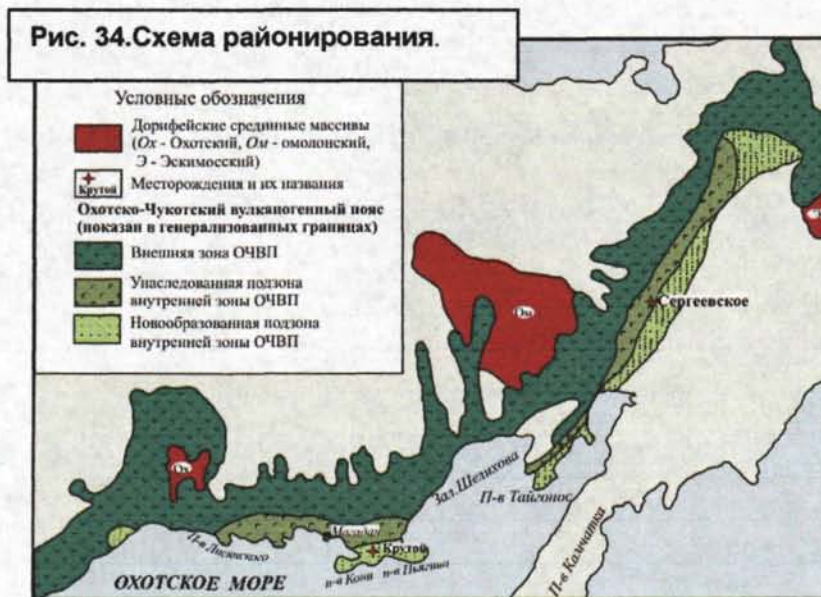 Рис. 34.Схема районирования.
Условные обозначения
Дорифейские срединные массивы
(Ох - Охотский, Ом - омолонский,
Э - Эскимосский)
Крутой
Месторождения и их названия
Охотско-Чукотский вулканогенный пояс
(показан в генерализованных границах)
Внешняя зона ОЧВП
Унаследованная подзона
внутренней зоны ОЧВП
Новообразованная подзона
внутренней зоны ОЧВП
Ом
Сергеевское
Ох
Зал.Шелихова
П-в Тайгонос
П-в Лисянского
Магадан
Крутой
п-в Кони
п-в Пьягина
П-в Камчатка
ОХОТСКОЕ МОРЕ